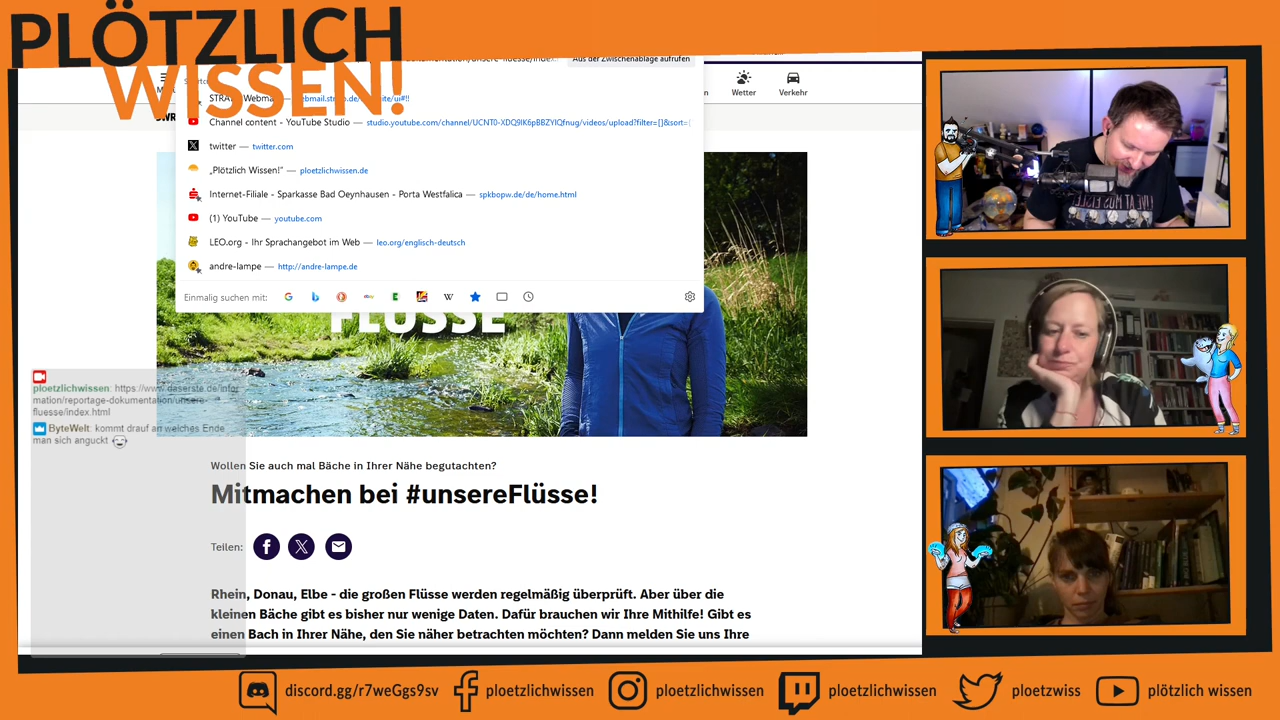 PLÖTZLICH
WISSEN!
Aus der Zwischenablage aufrufen
Wetter
Verkehr
Channel content - YouTube Studio — studio.youtube.com/channel/UCNT0-XDQ9IK6pBBZYIQfnug/videos/upload?filter=[]&sort=
twitter — twitter.com
„Plötzlich Wissen!" — ploetzlichwissen.de
Internet-Filiale - Sparkasse Bad Oeynhausen - Porta Westfalica — spkbopw.de/de/home.html
(1) YouTube — youtube.com
LEO.org - Ihr Sprachangebot im Web — leo.org/englisch-deutsch
andre-lampe — http://andre-lampe.de
Einmalig suchen mit:
FLÜSSE
ploetzlichwissen: https://www.daserste.de/infor
mation/reportage-dokumentation/unsere-
fluesse/index.html
ByteWelt: kommt drauf an welches Ende
man sich anguckt
Wollen Sie auch mal Bäche in Ihrer Nähe begutachten?
Mitmachen bei #unsereFlüsse!
Teilen:
Rhein, Donau, Elbe - die großen Flüsse werden regelmäßig überprüft. Aber über die
kleinen Bäche gibt es bisher nur wenige Daten. Dafür brauchen wir Ihre Mithilfe! Gibt es
einen Bach in Ihrer Nähe, den Sie näher betrachten möchten? Dann melden Sie uns Ihre
discord.gg/r7weGgs9sv
ploetzlichwissen
ploetzlichwissen
ploetzlichwissen
ploetzwiss
plötzlich wissen